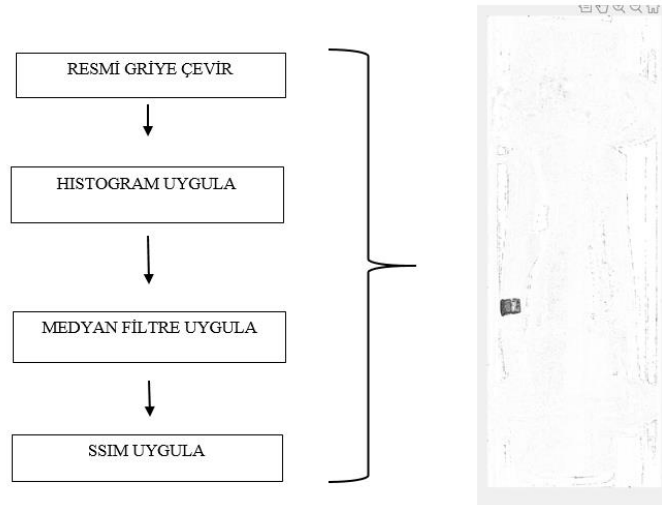 RESMİ GRİYE ÇEVİR
HISTOGRAM UYGULA
MEDYAN FİLTRE UYGULA
SSIM UYGULA